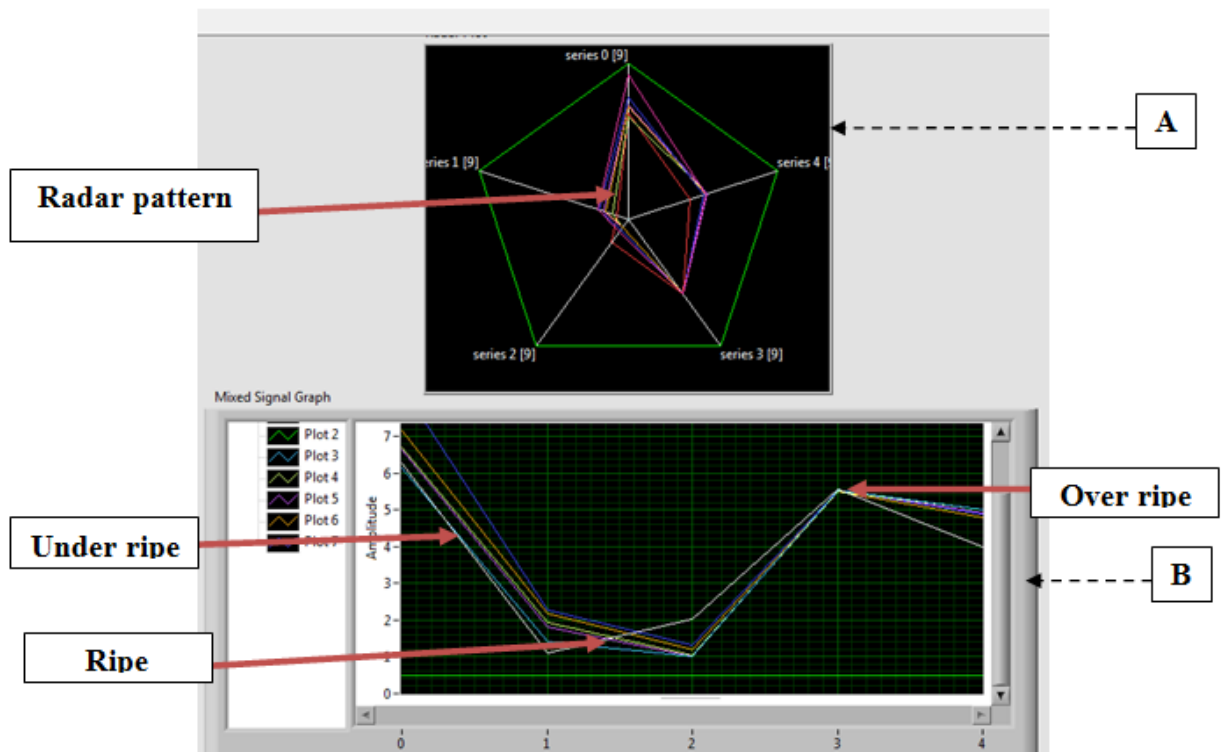 series 0 [9]
A
series 4 [9
eries 1 [9]
Radar pattern
series 2 [9]
series 3 [9]
Mixed Signal Graph
Plot 2
Plot 3
Plot 4
Plot 5
Plot 6
7
6
5
4
3
2
1
0
Amplitude
Over ripe
Under ripe
B
Ripe
0
1
2
3
4